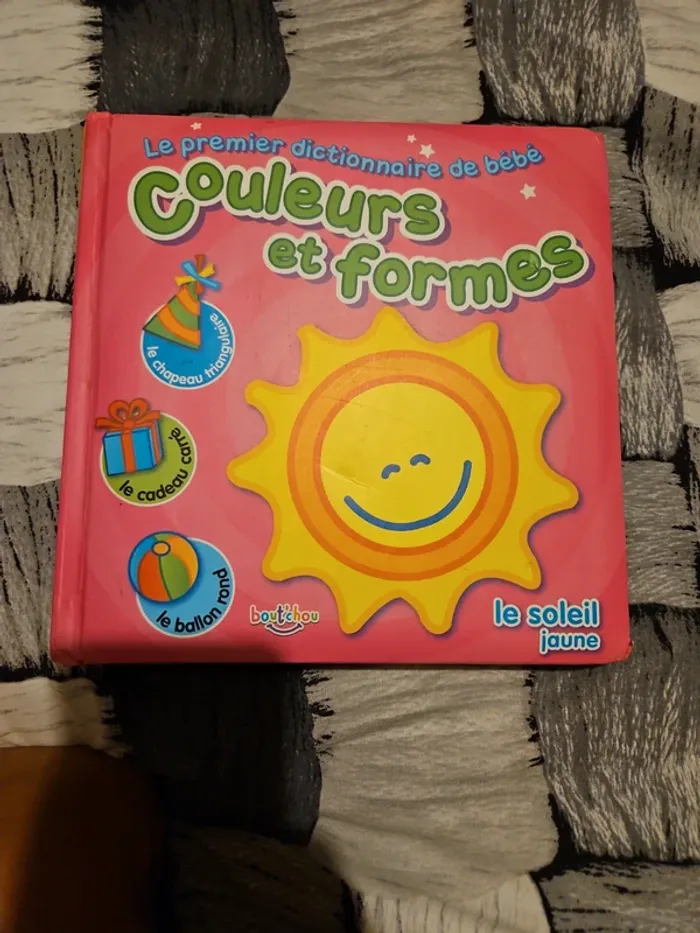 Le premier dictionnaire de bébé
Couleurs
et formes
le chapeau triangulaire
le cadeau carré
le ballon rond
bout'chou
le soleil
jaune